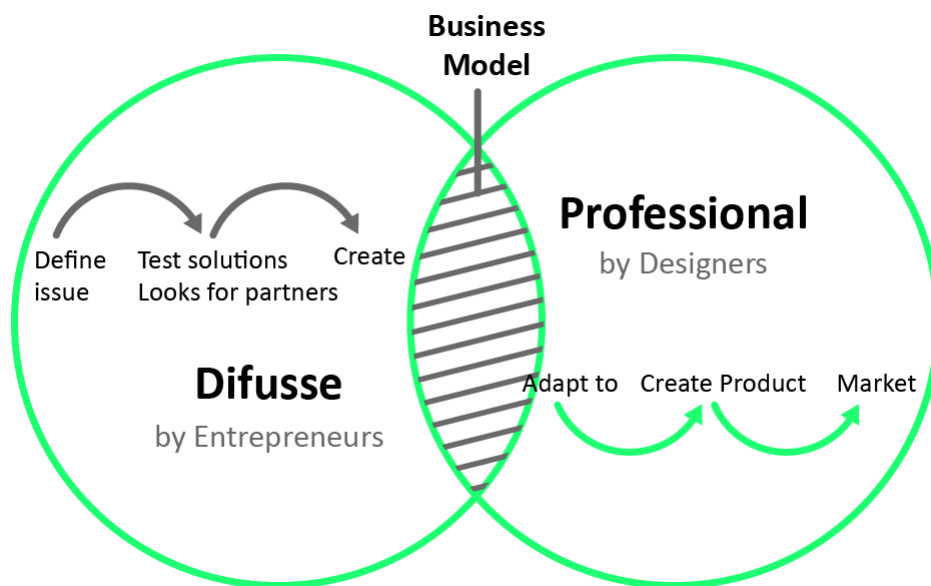 Business
Model
Define
issue
Test solutions
Looks for partners
Create
Difusse
by Entrepreneurs
Professional
by Designers
Adapt to
Create Product
Market